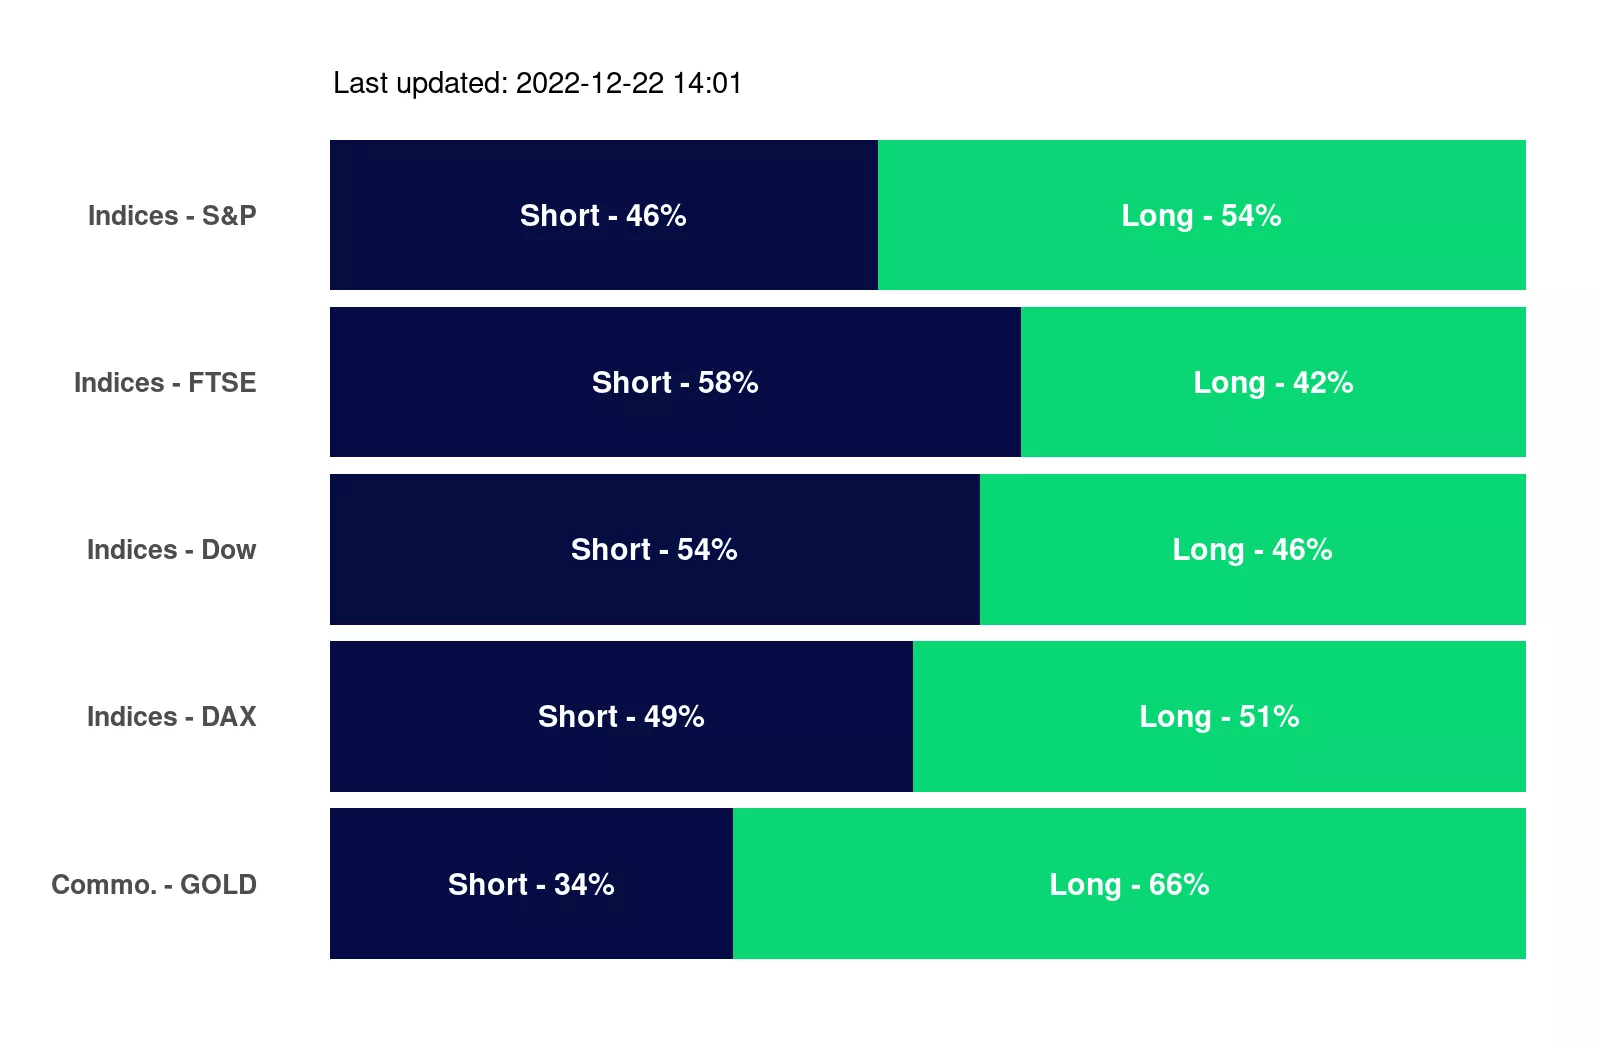 Last updated: 2022-12-22 14:01
Indices - S&P Short - 46% Long - 54%
Indices - FTSE Short - 58% Long - 42%
Indices - Dow Short - 54% Long - 46%
Indices - DAX Short - 49% Long - 51%
Commo. - GOLD Short - 34% Long - 66%